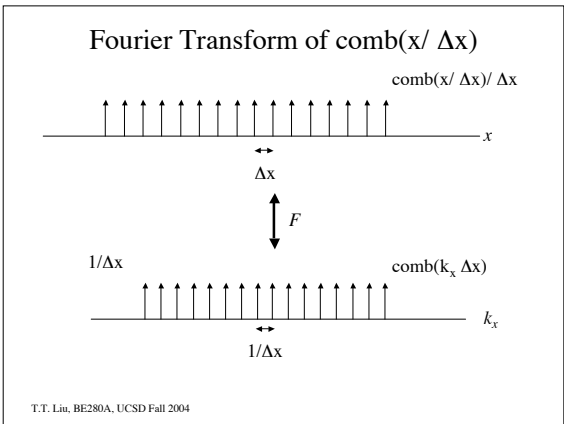 Fourier Transform of comb(x/ Δx)
comb(x/ Δx)/ Δx
x
Δx
F
1/Δx
comb(kx Δx)
kx
1/Δx
T.T. Liu, BE280A, UCSD Fall 2004